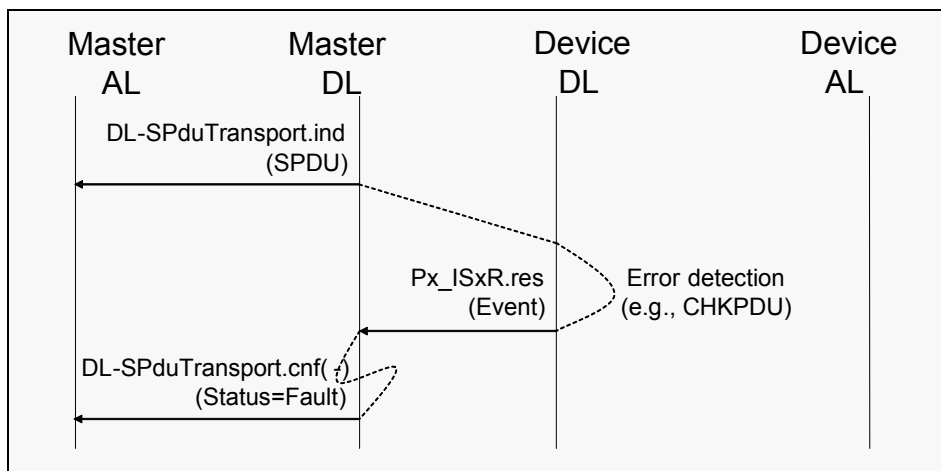 Master Master Device Device
AL DL DL AL
DL-SPduTransport.ind
(SPDU)
Px_ISxR.res
(Event)
Error detection
(e.g., CHKPDU)
DL-SPduTransport.cnf( -)
(Status=Fault)